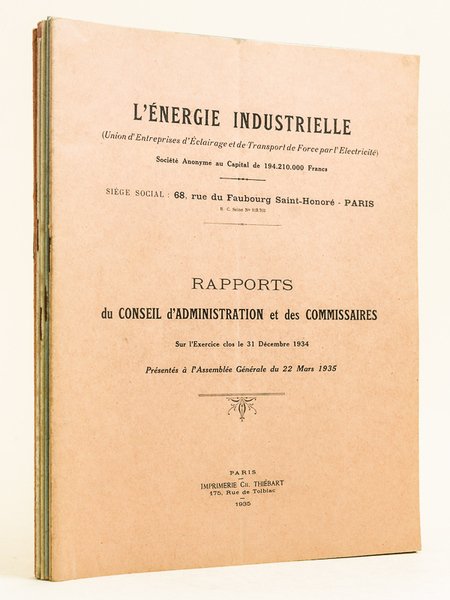 L'ÉNERGIE INDUSTRIELLE
(Union d'Entreprises d'Éclairage et de Transport de Force par l'Electricité)
Société Anonyme au Capital de 194.210.000 Francs
SIÈGE SOCIAL : 68, rue du Faubourg Saint-Honoré - PARIS
R. C. Seine Nº
RAPPORTS
du CONSEIL d'ADMINISTRATION et des COMMISSAIRES
Sur l'Exercice clos le 31 Décembre 1934
Présentés à l'Assemblée Générale du 22 Mars 1935
PARIS
IMPRIMERIE CH. THIÉBART
175, Rue de Tolbiac
1935